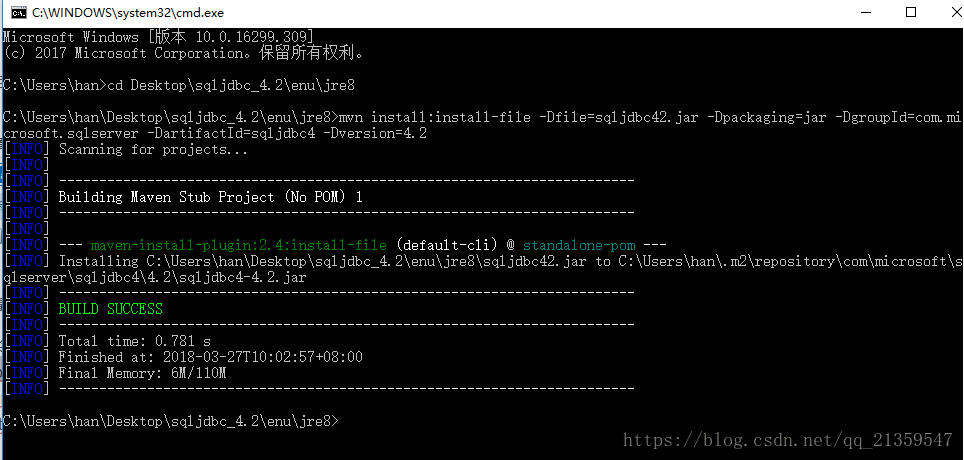 C:\WINDOWS\system32\cmd.exe
Microsoft Windows [版本 10.0.16299.309]
(c) 2017 Microsoft Corporation。保留所有权利。
C:\Users\han>cd Desktop\sqljdbc_4.2\enu\jre8
C:\Users\han\Desktop\sqljdbc_4.2\enu\jre8>mvn install:install-file -Dfile=sqljdbc42.jar -Dpackaging=jar -DgroupId=com.mi
crosoft.sqlserver -DartifactId=sqljdbc4 -Dversion=4.2
[INFO] Scanning for projects...
[INFO]
[INFO] ------------------------------------------------------------------------
[INFO] Building Maven Stub Project (No POM) 1
[INFO] ------------------------------------------------------------------------
[INFO]
[INFO] --- maven-install-plugin:2.4:install-file (default-cli) @ standalone-pom ---
[INFO] Installing C:\Users\han\Desktop\sqljdbc_4.2\enu\jre8\sqljdbc42.jar to C:\Users\han\.m2\repository\com\microsoft\s
qlserver\sqljdbc4\4.2\sqljdbc4-4.2.jar
[INFO] ------------------------------------------------------------------------
[INFO] BUILD SUCCESS
[INFO] ------------------------------------------------------------------------
[INFO] Total time: 0.781 s
[INFO] Finished at: 2018-03-27T10:02:57+08:00
[INFO] Final Memory: 6M/110M
[INFO] ------------------------------------------------------------------------
C:\Users\han\Desktop\sqljdbc_4.2\enu\jre8>
https://blog.csdn.net/qq_21359547